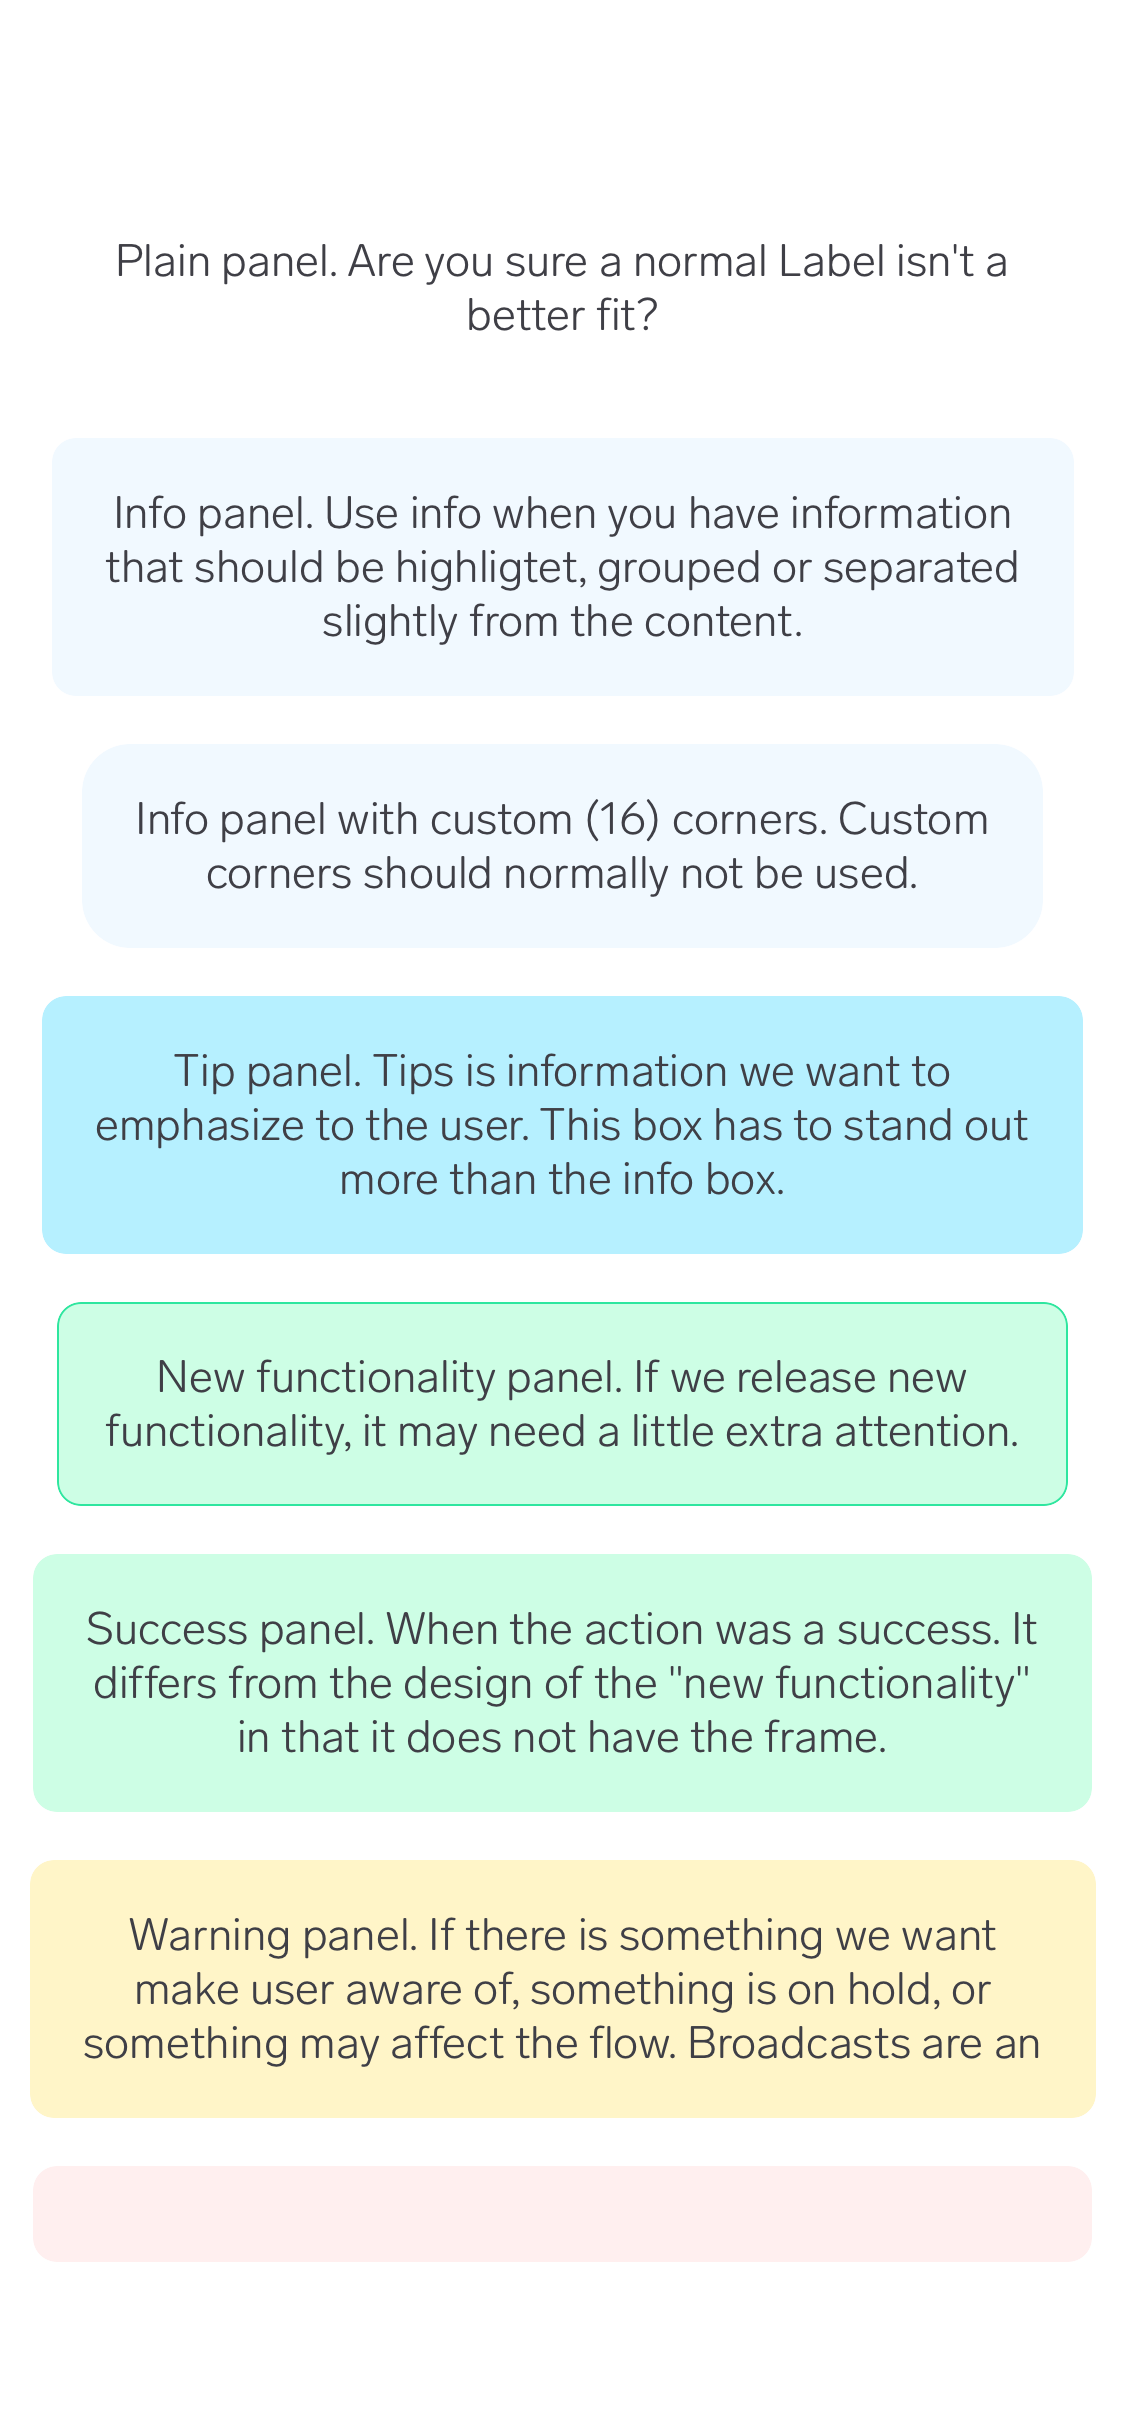 Plain panel. Are you sure a normal Label isn't a
better fit?
Info panel. Use info when you have information
that should be highligtet, grouped or separated
slightly from the content.
Info panel with custom (16) corners. Custom
corners should normally not be used.
Tip panel. Tips is information we want to
emphasize to the user. This box has to stand out
more than the info box.
New functionality panel. If we release new
functionality, it may need a little extra attention.
Success panel. When the action was a success. It
differs from the design of the "new functionality"
in that it does not have the frame.
Warning panel. If there is something we want
make user aware of, something is on hold, or
something may affect the flow. Broadcasts are an